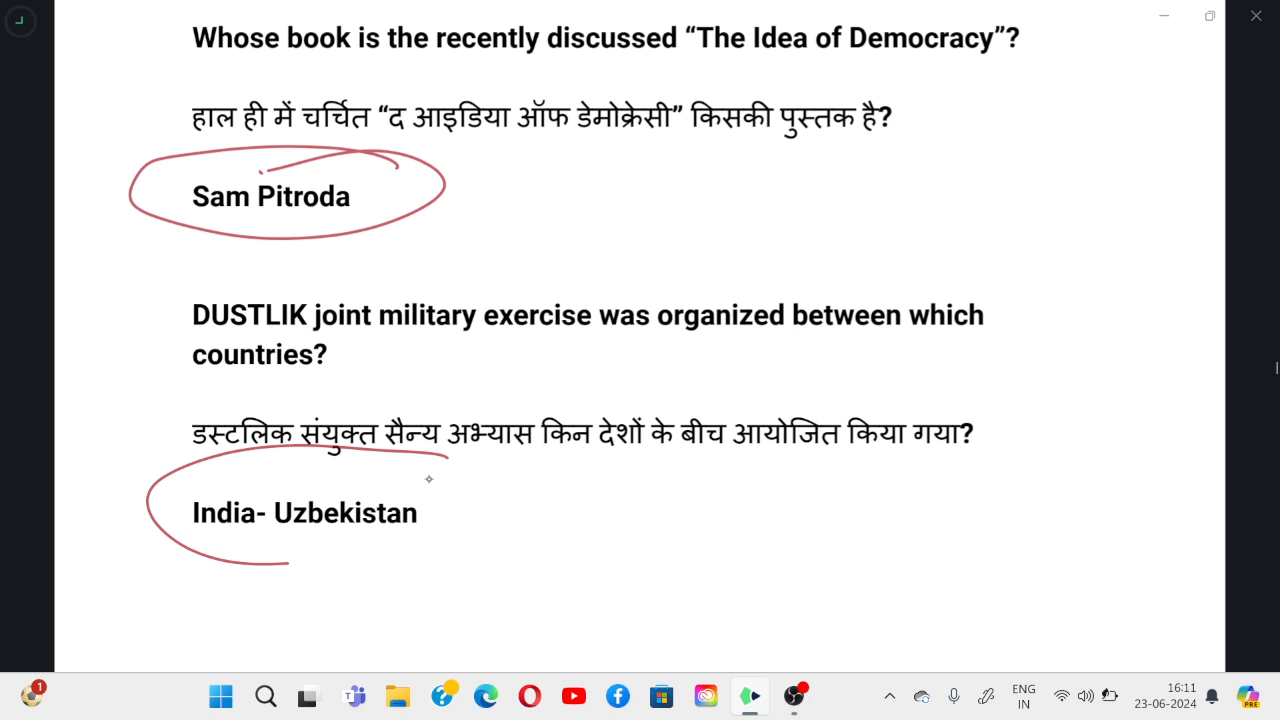 Whose book is the recently discussed “The Idea of Democracy”?
हाल ही में चर्चित “द आइडिया ऑफ डेमोक्रेसी” किसकी पुस्तक है?
Sam Pitroda
DUSTLIK joint military exercise was organized between which
countries?
डस्टलिक संयुक्त सैन्य अभ्यास किन देशों के बीच आयोजित किया गया?
India- Uzbekistan
1
ENG
IN
16:11
23-06-2024
PRE